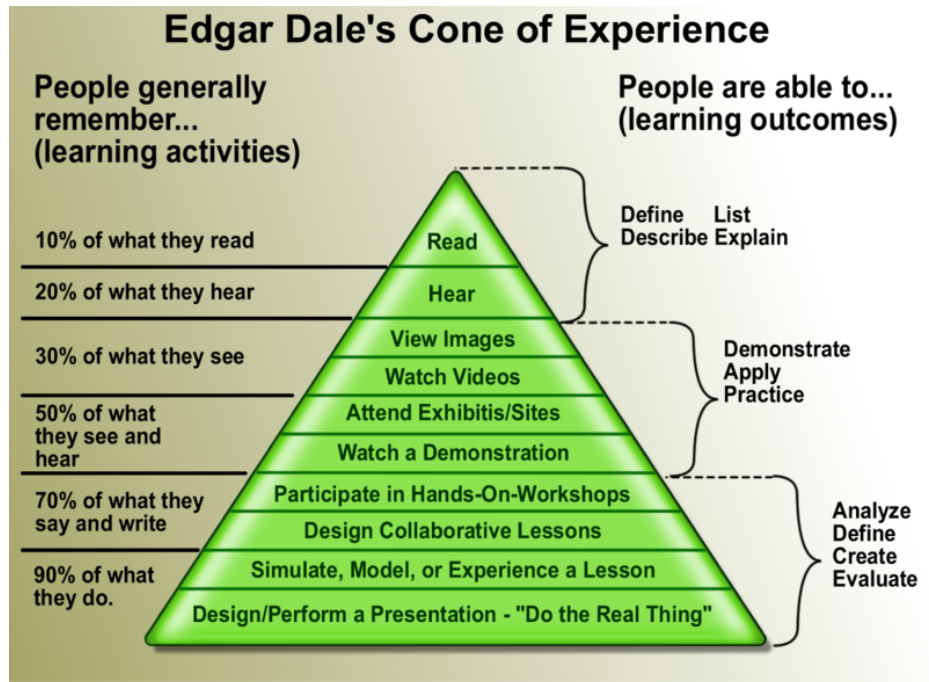 Edgar Dale's Cone of Experience
People generally
remember...
(learning activities)
People are able to...
(learning outcomes)
10% of what they read
20% of what they hear
30% of what they see
50% of what
they see and
hear
70% of what they
say and write
90% of what
they do.
Read
Hear
View Images
Watch Videos
Attend Exhibitis/Sites
Watch a Demonstration
Participate in Hands-On-Workshops
Design Collaborative Lessons
Simulate, Model, or Experience a Lesson
Design/Perform a Presentation - "Do the Real Thing"
Define List
Describe Explain
Demonstrate
Apply
Practice
Analyze
Define
Create
Evaluate